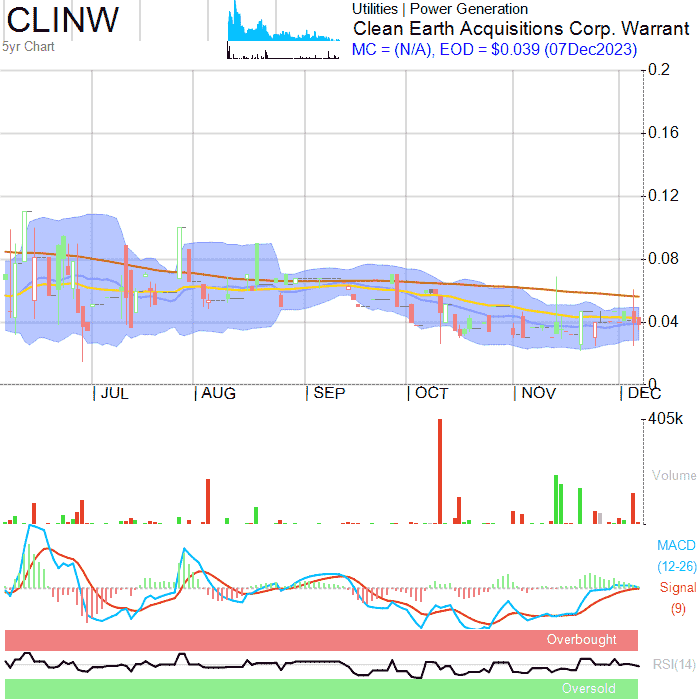 CLINW
5yr Chart
Utilities | Power Generation
Clean Earth Acquisitions Corp. Warrant
MC = (N/A), EOD = $0.039 (07Dec2023)
0.2
0.16
0.12
0.08
0.04
0
JUL
AUG
SEP
OCT
NOV
DEC
405k
Volume
MACD
(12-26)
Signal
(9)
Overbought
RSI(14)
Oversold